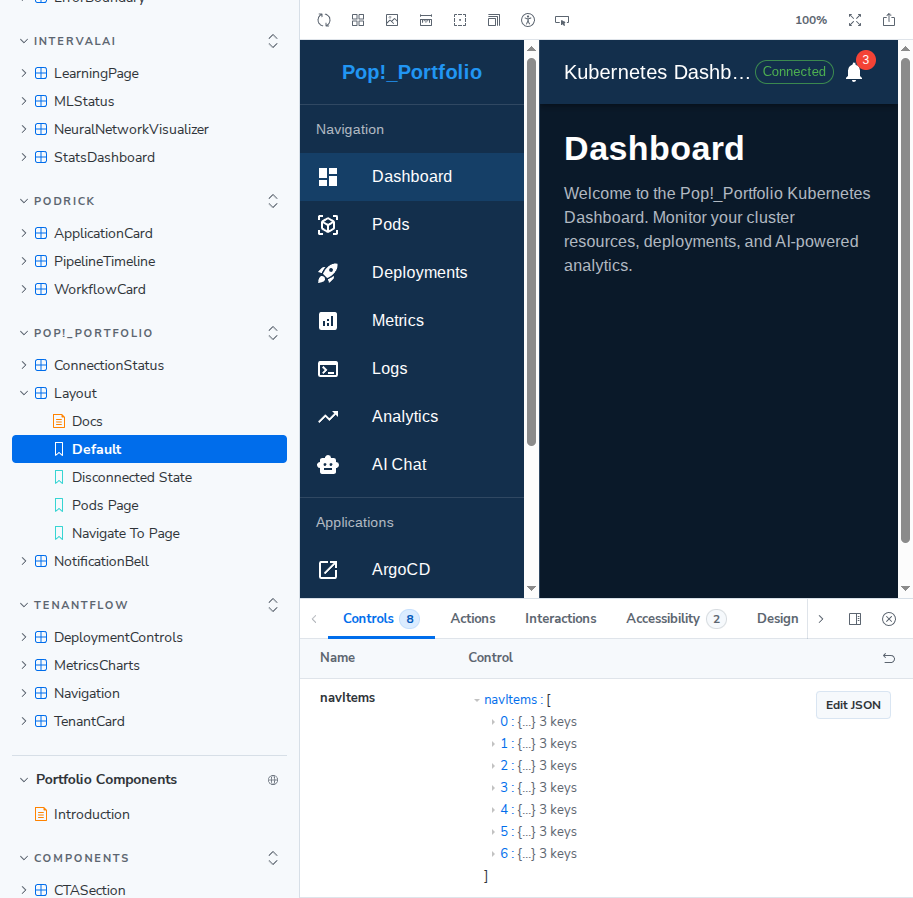 INTERVALAI
LearningPage
MLStatus
NeuralNetworkVisualizer
StatsDashboard
PODRICK
ApplicationCard
PipelineTimeline
WorkflowCard
POP!_PORTFOLIO
ConnectionStatus
Layout
Docs
Default
Disconnected State
Pods Page
Navigate To Page
NotificationBell
TENANTFLOW
DeploymentControls
MetricsCharts
Navigation
TenantCard
Portfolio Components
Introduction
COMPONENTS
CTASection
100%
Pop!_Portfolio
Navigation
Dashboard
Pods
Deployments
Metrics
Logs
Analytics
AI Chat
Applications
ArgoCD
Kubernetes Dashb... Connected 3
Dashboard
Welcome to the Pop!_Portfolio Kubernetes
Dashboard. Monitor your cluster
resources, deployments, and AI-powered
analytics.
Controls 8 Actions Interactions Accessibility 2 Design
Name Control
navItems navItems : [ Edit JSON
0 : {...} 3 keys
1 : {...} 3 keys
2 : {...} 3 keys
3 : {...} 3 keys
4 : {...} 3 keys
5 : {...} 3 keys
6 : {...} 3 keys
]